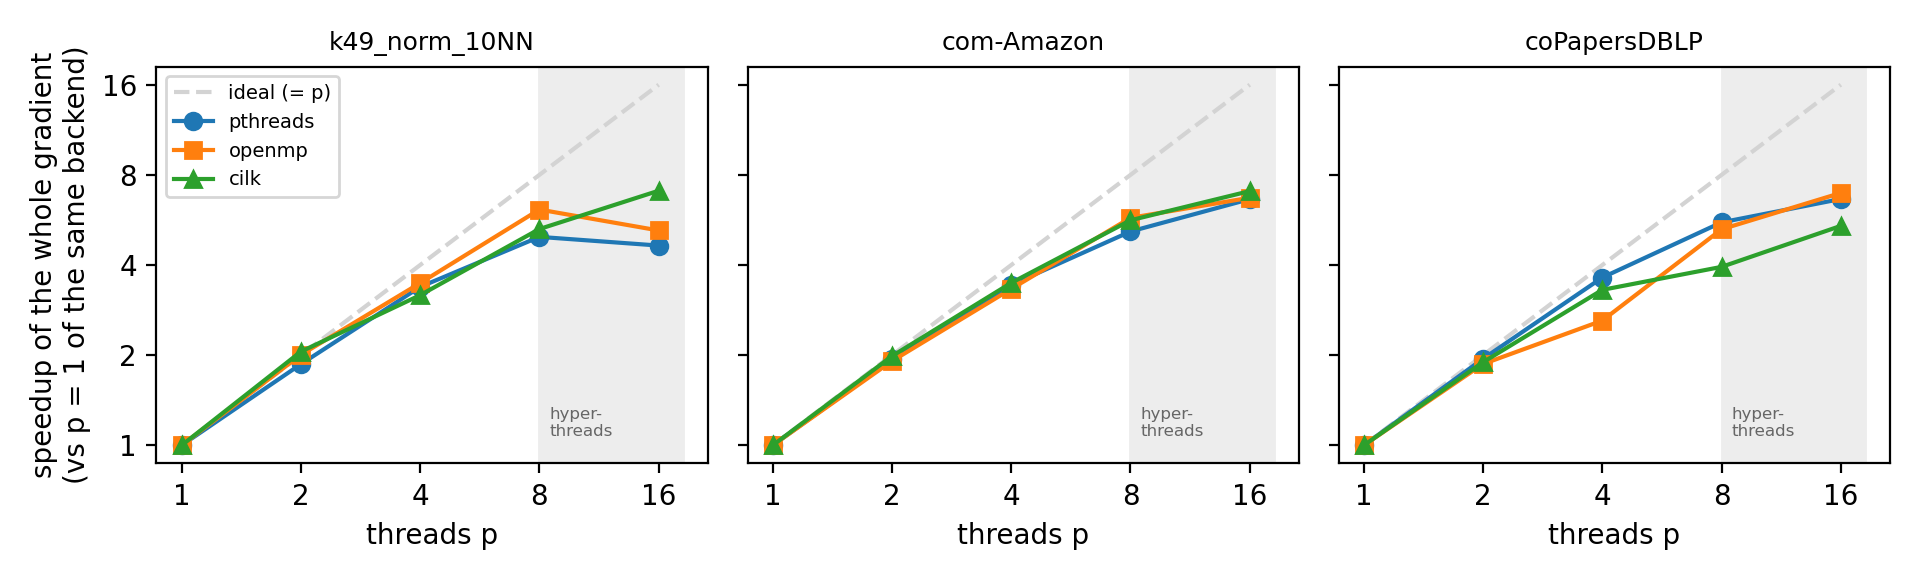 k49_norm_10NN
com-Amazon
coPapersDBLP
speedup of the whole gradient
(vs p = 1 of the same backend)
16
8
4
2
1
ideal (= p)
pthreads
openmp
cilk
hyper-
threads
hyper-
threads
hyper-
threads
1 2 4 8 16
1 2 4 8 16
1 2 4 8 16
threads p
threads p
threads p